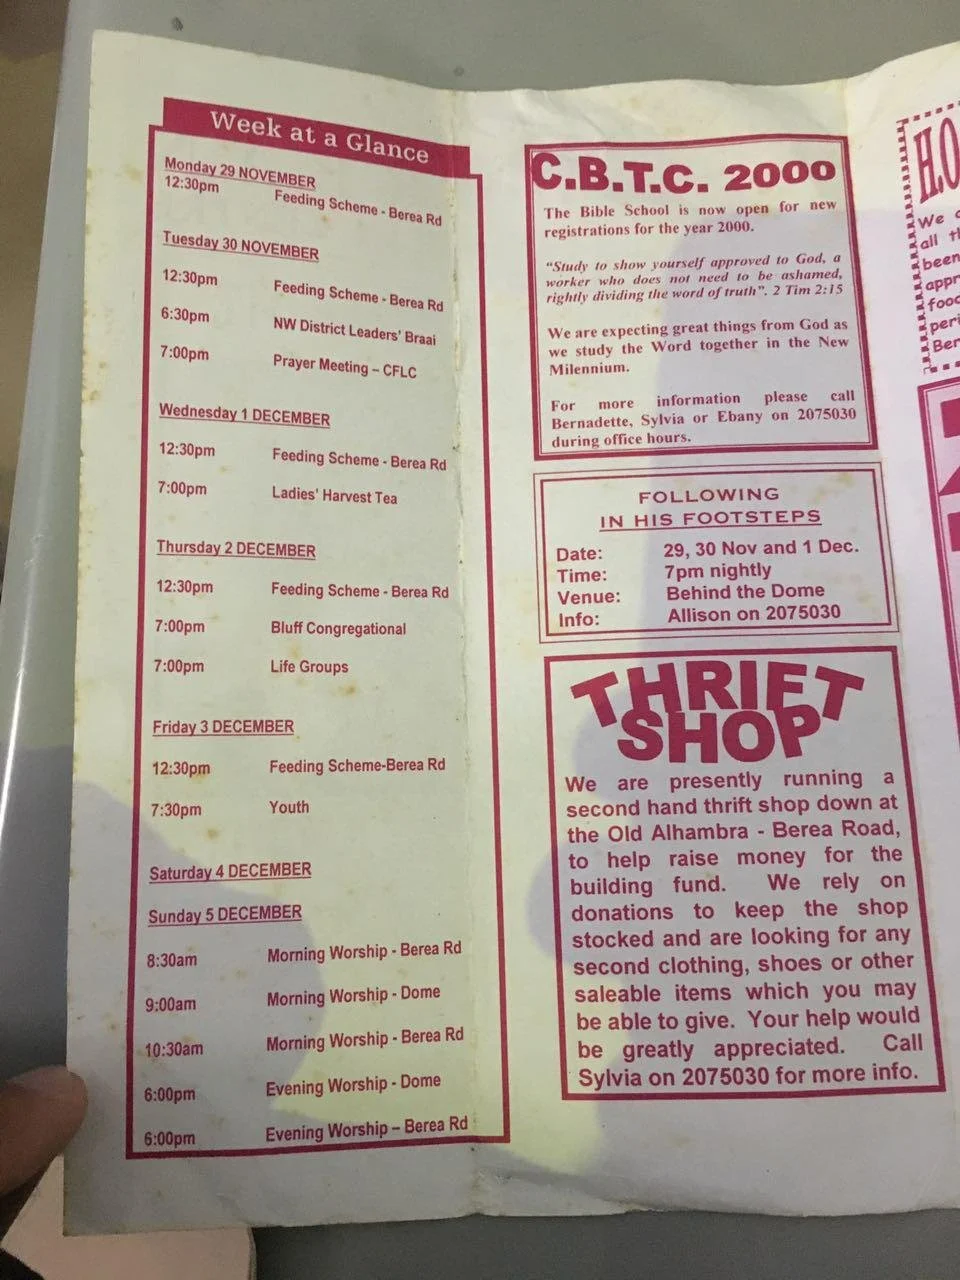 Week at a Glance
Monday 29 NOVEMBER
12:30pm Feeding Scheme - Berea Rd
Tuesday 30 NOVEMBER
12:30pm Feeding Scheme - Berea Rd
6:30pm NW District Leaders' Braai
7:00pm Prayer Meeting – CFLC
Wednesday 1 DECEMBER
12:30pm Feeding Scheme - Berea Rd
7:00pm Ladies' Harvest Tea
Thursday 2 DECEMBER
12:30pm Feeding Scheme - Berea Rd
7:00pm Bluff Congregational
7:00pm Life Groups
Friday 3 DECEMBER
12:30pm Feeding Scheme-Berea Rd
7:30pm Youth
Saturday 4 DECEMBER
Sunday 5 DECEMBER
8:30am Morning Worship - Berea Rd
9:00am Morning Worship - Dome
10:30am Morning Worship - Berea Rd
6:00pm Evening Worship - Dome
6:00pm Evening Worship – Berea Rd
C.B.T.C. 2000
The Bible School is now open for new
registrations for the year 2000.
"Study to show yourself approved to God, a
worker who does not need to be ashamed,
rightly dividing the word of truth". 2 Tim 2:15
We are expecting great things from God as
we study the Word together in the New
Milennium.
For more information please call
Bernadette, Sylvia or Ebany on 2075030
during office hours.
FOLLOWING
IN HIS FOOTSTEPS
Date: 29, 30 Nov and 1 Dec.
Time: 7pm nightly
Venue: Behind the Dome
Info: Allison on 2075030
THRIFT
SHOP
We are presently running a
second hand thrift shop down at
the Old Alhambra - Berea Road,
to help raise money for the
building fund. We rely on
donations to keep the shop
stocked and are looking for any
second clothing, shoes or other
saleable items which you may
be able to give. Your help would
be greatly appreciated. Call
Sylvia on 2075030 for more info.
H.O
We
all
been